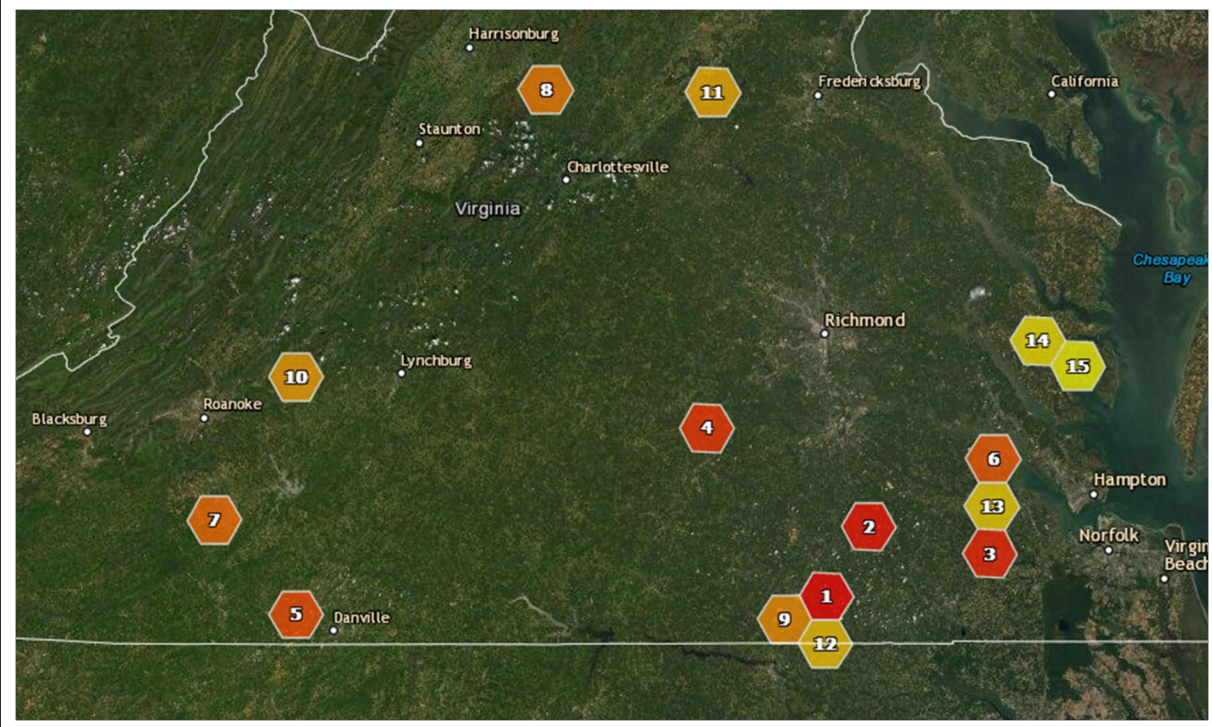 Harrisonburg
8
11
Fredericksburg
California
Staunton
Charlottesville
Virginia
Chesapeak
Bay
Richmond
14
15
10
Lynchburg
Roanoke
Blacksburg
4
6
Hampton
7
13
2
Norfolk
3
Virgin
Beach
1
5
Danville
9
12